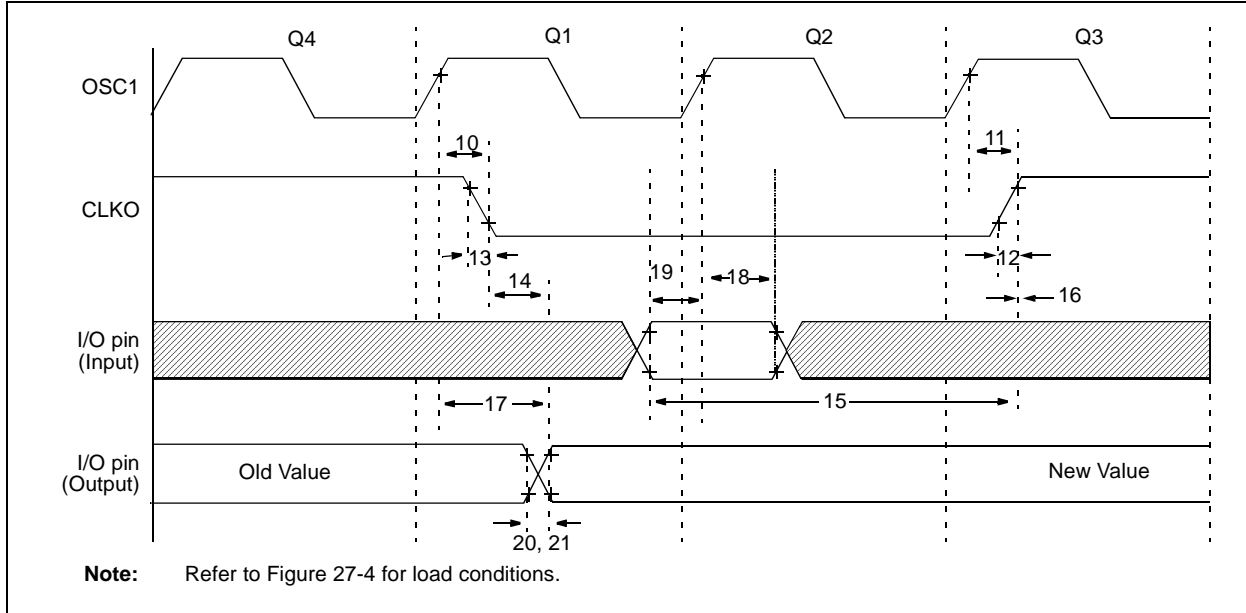 Q4 Q1 Q2 Q3
OSC1
10 11
CLKO
13 12
14 19 18 16
I/O pin
(Input)
17 15
I/O pin
(Output)
Old Value New Value
20, 21
Note: Refer to Figure 27-4 for load conditions.